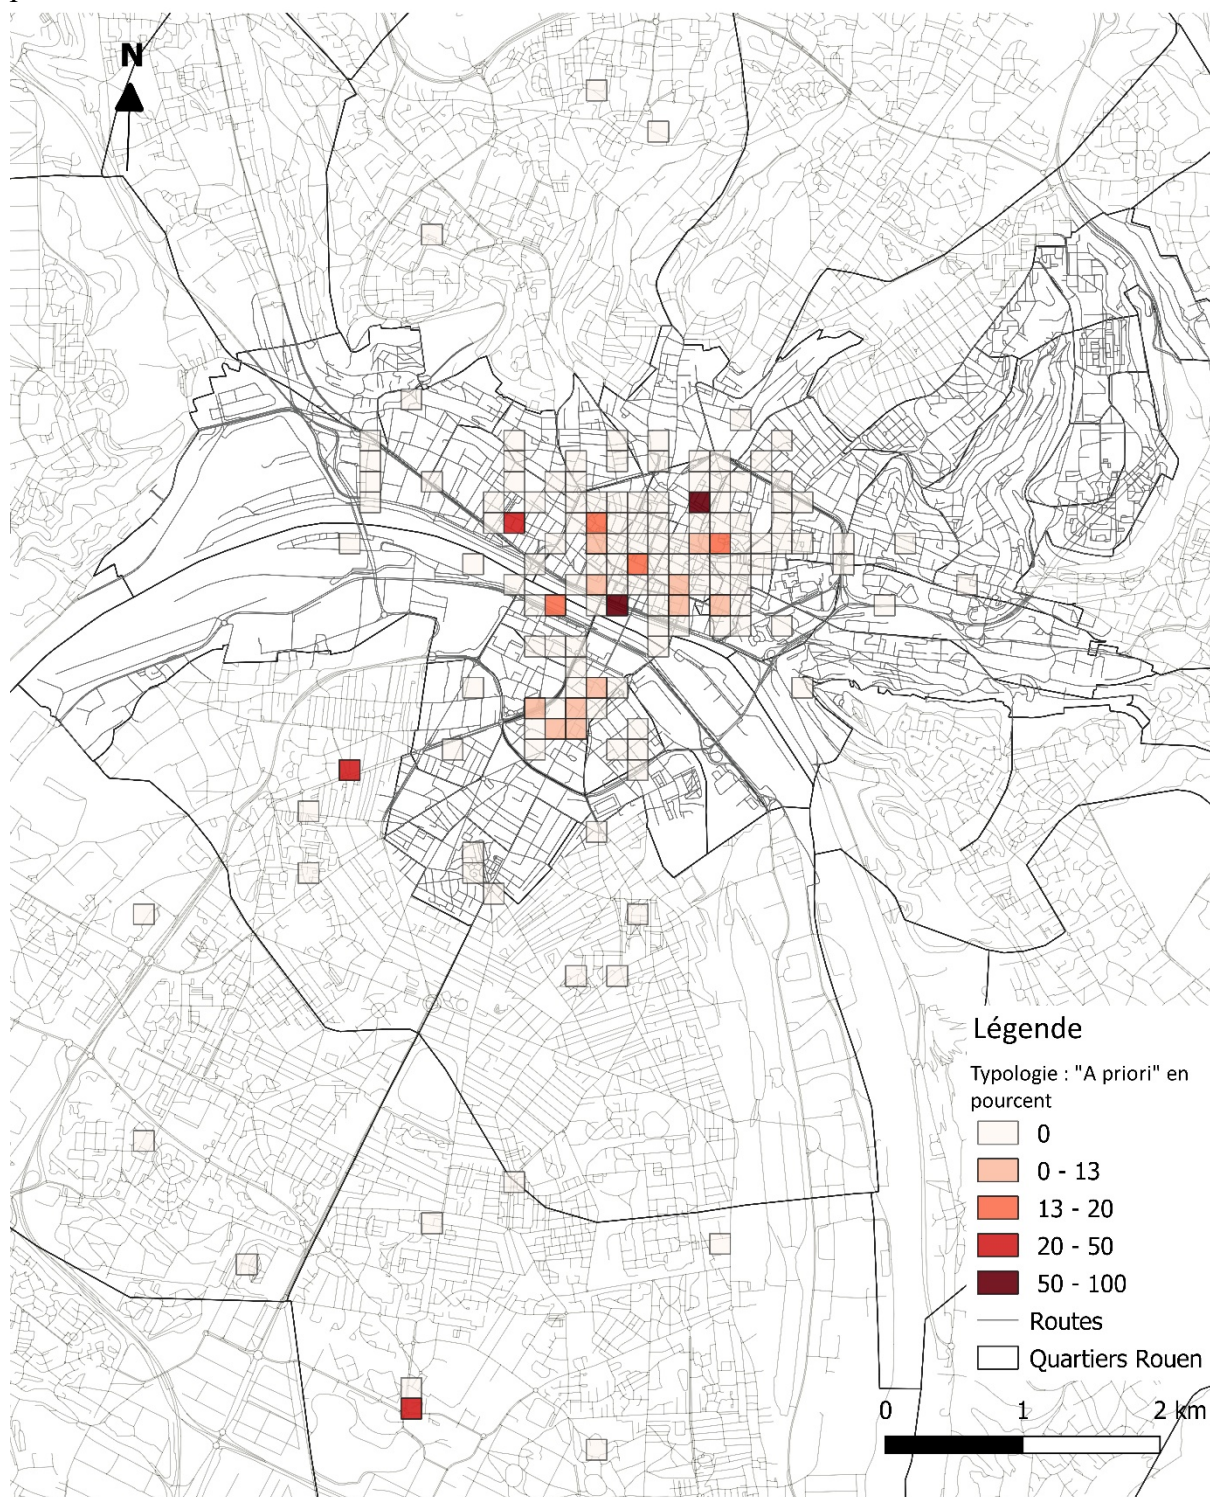 N
Légende
Typologie : "A priori" en
pourcent
0
0 - 13
13 - 20
20 - 50
50 - 100
Routes
Quartiers Rouen
0 1 2 km